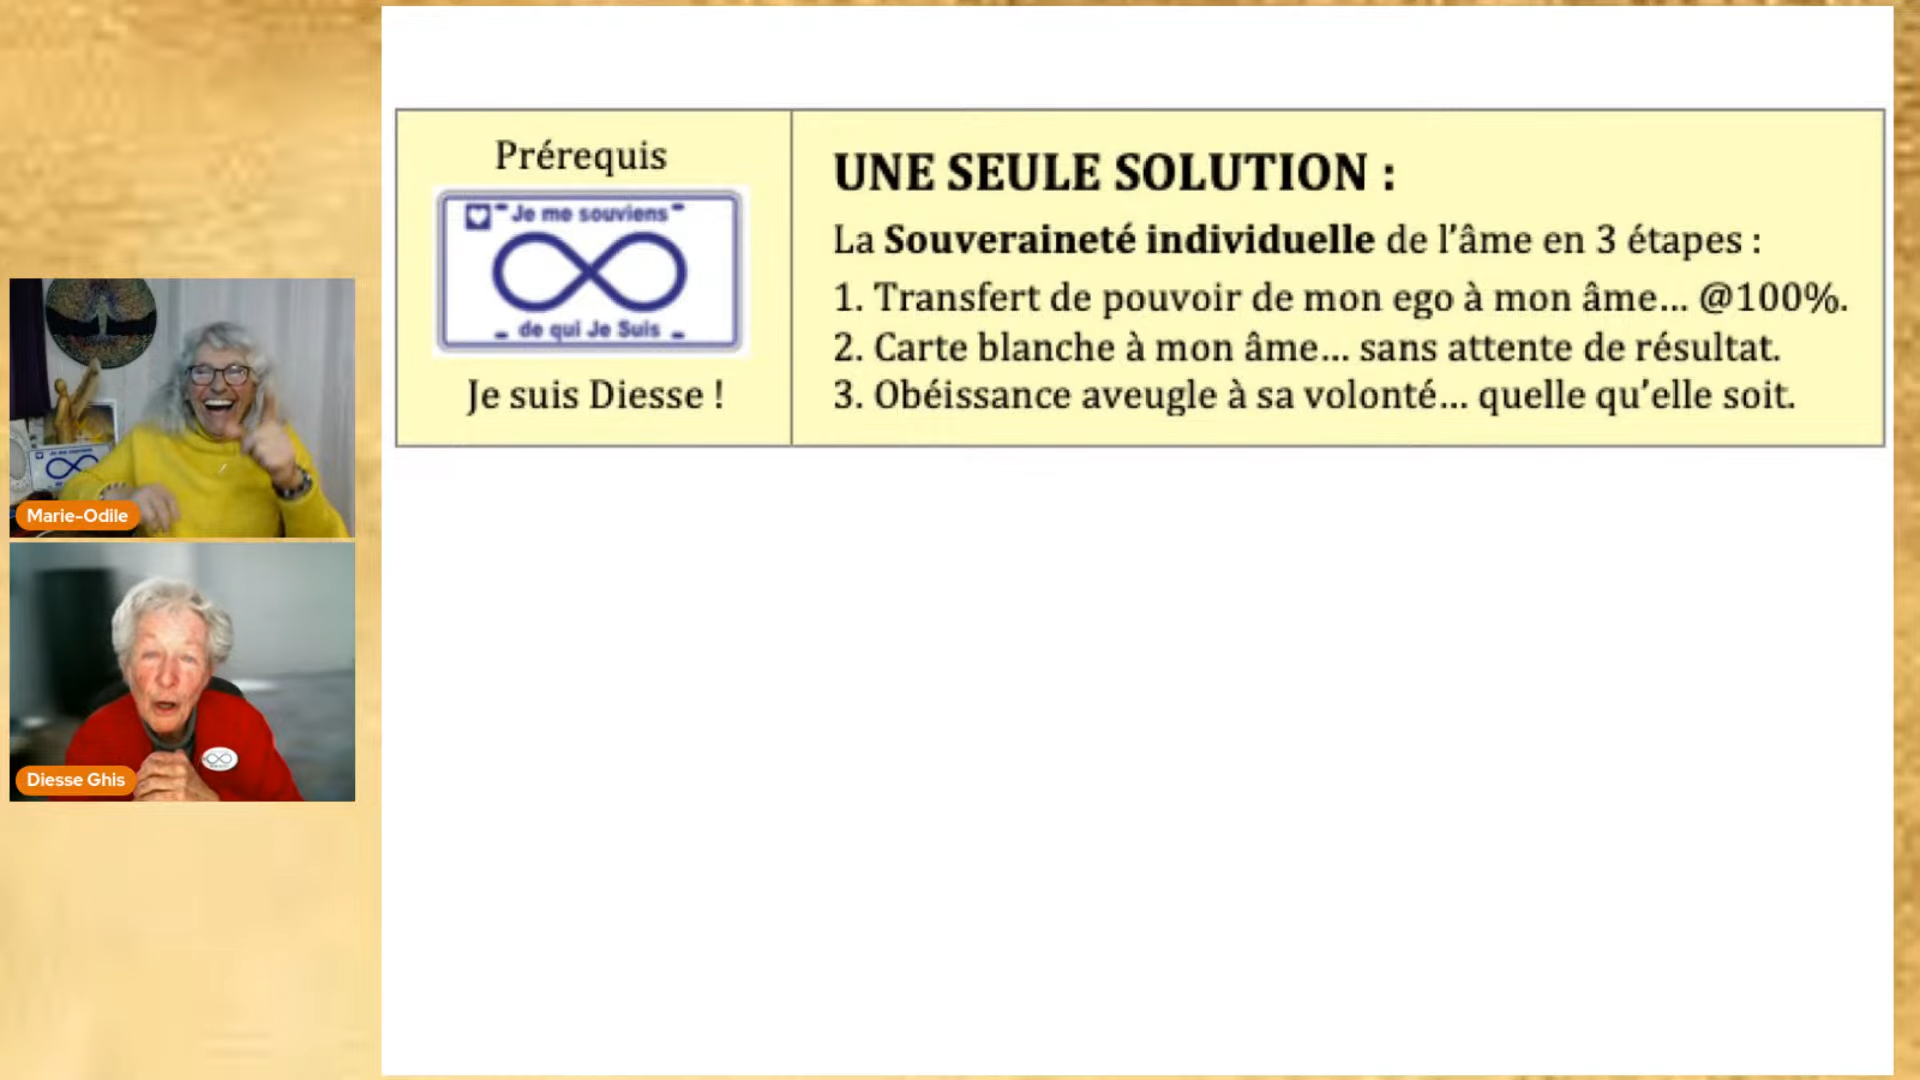 Prérequis
"Je me souviens"
de qui Je Suis
Je suis Diesse !
UNE SEULE SOLUTION :
La Souveraineté individuelle de l'âme en 3 étapes :
1. Transfert de pouvoir de mon ego à mon âme... @100%.
2. Carte blanche à mon âme... sans attente de résultat.
3. Obéissance aveugle à sa volonté... quelle qu'elle soit.
Marie-Odile
Diesse Ghis